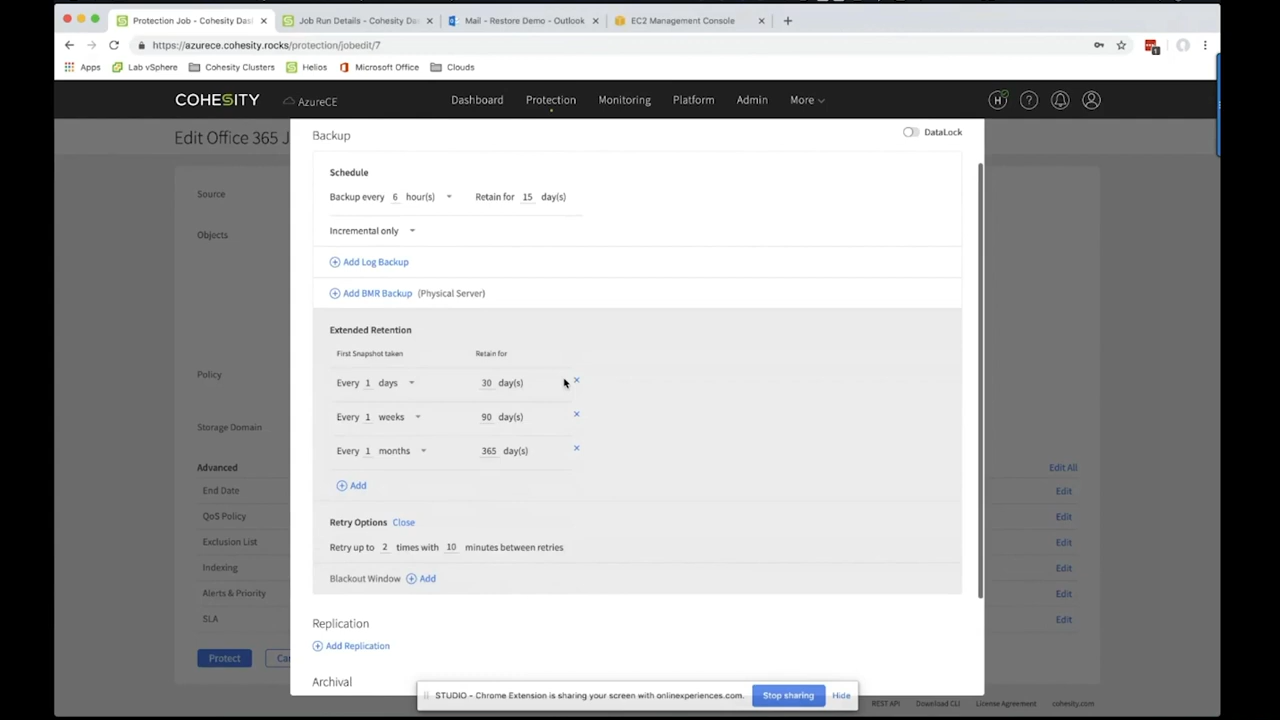 Protection Job - Cohesity Das
Job Run Details - Cohesity Da
Mail - Restore Demo - Outlook
EC2 Management Console
https://azurece.cohesity.rocks/protection/jobedit/7
Apps Lab vSphere Cohesity Clusters Helios Microsoft Office Clouds
COHESITY AzureCE Dashboard Protection Monitoring Platform Admin More H ?
Edit Office 365 J
Source
Objects
Policy
Storage Domain
Advanced Edit All
End Date Edit
QoS Policy Edit
Exclusion List Edit
Indexing Edit
Alerts & Priority Edit
SLA Edit
Protect Can
Backup DataLock
Schedule
Backup every 6 hour(s) Retain for 15 day(s)
Incremental only
Add Log Backup
Add BMR Backup (Physical Server)
Extended Retention
First Snapshot taken Retain for
Every 1 days 30 day(s)
Every 1 weeks 90 day(s)
Every 1 months 365 day(s)
Add
Retry Options Close
Retry up to 2 times with 10 minutes between retries
Blackout Window Add
Replication
Add Replication
Archival
STUDIO - Chrome Extension is sharing your screen with onlinexperiences.com. Stop sharing Hide
REST API Download CLI License Agreement cohesity.com